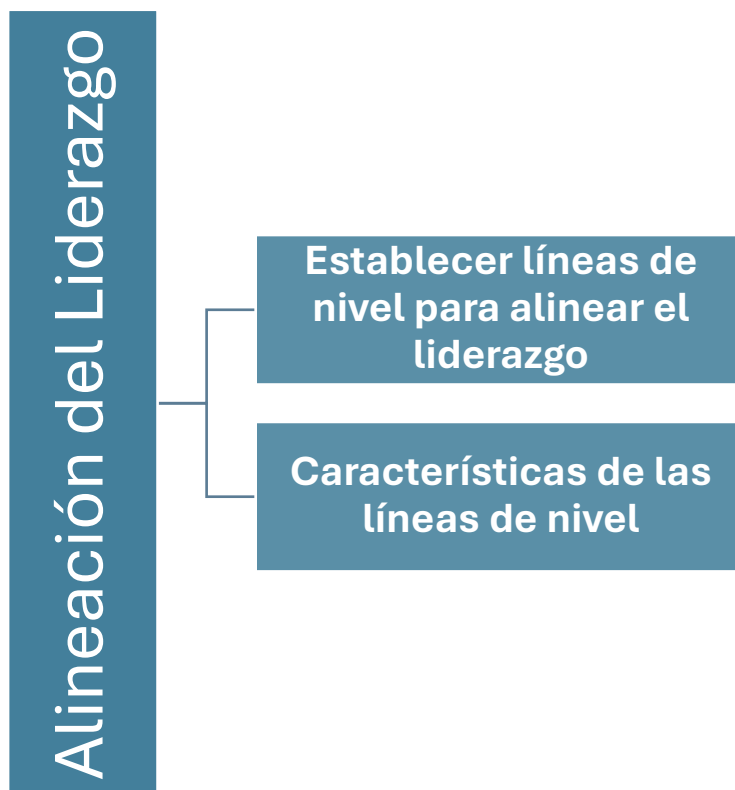 Alineación del Liderazgo
Establecer líneas de
nivel para alinear el
liderazgo
Características de las
líneas de nivel